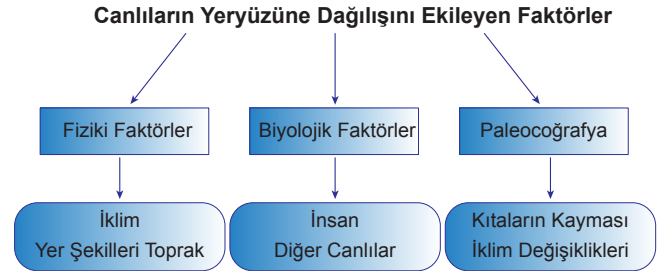 Canlıların Yeryüzüne Dağılışını Ekileyen Faktörler
Fiziki Faktörler
Biyolojik Faktörler
Paleocoğrafya
İklim
Yer Şekilleri Toprak
İnsan
Diğer Canlılar
Kıtaların Kayması
İklim Değişiklikleri